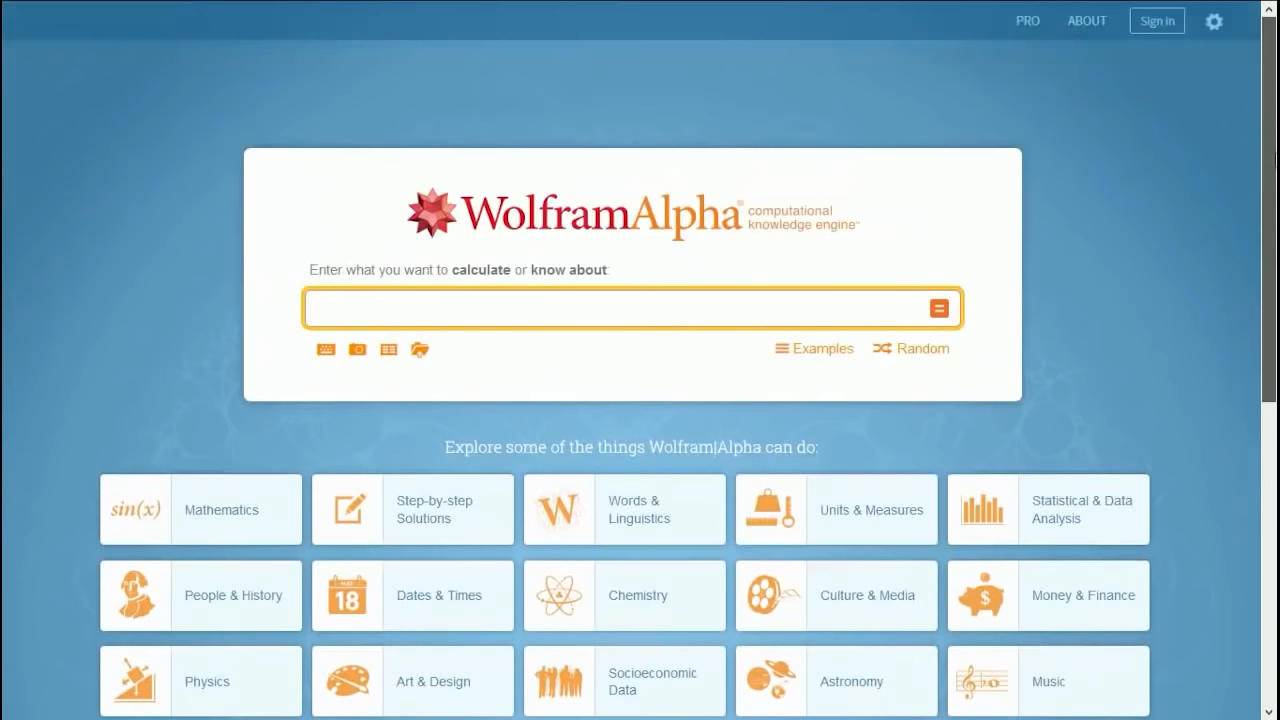 PRO ABOUT Sign in
WolframAlpha® computational
knowledge engine™
Enter what you want to calculate or know about:
Examples Random
Explore some of the things Wolfram|Alpha can do:
sin(x) Mathematics
Step-by-step
Solutions
W Words &
Linguistics
Units & Measures
Statistical & Data
Analysis
People & History
18 Dates & Times
Chemistry
Culture & Media
$ Money & Finance
Physics
Art & Design
Socioeconomic
Data
Astronomy
Music